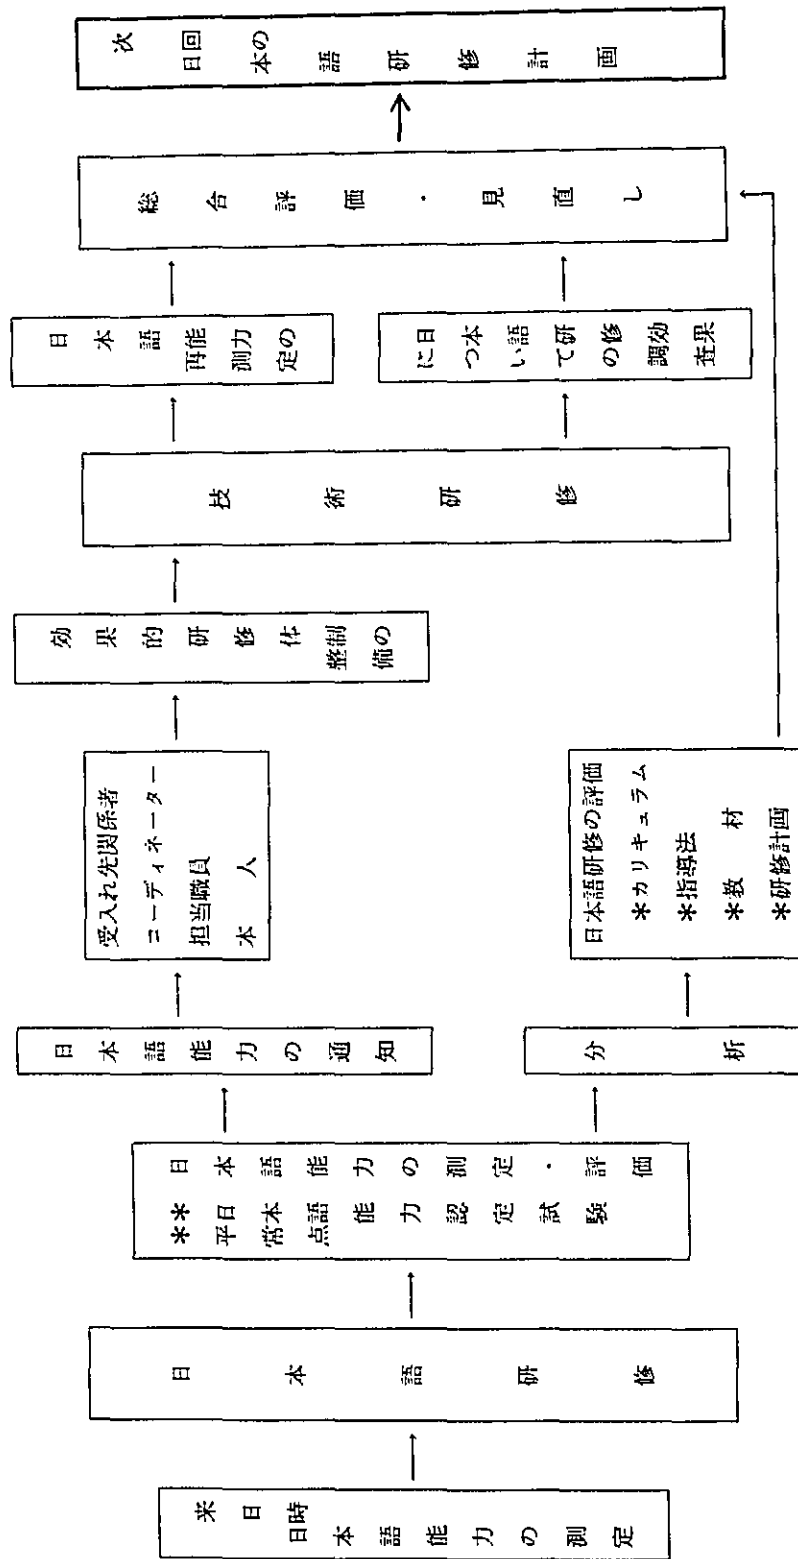 来日時
日本語能力の測定
日本語研修
日本語能力の測定・評価
*日本語能力認定試験
*平常点
日本語能力の通知
受入れ先関係者
コーディネーター
担当職員
本人
効果的研修体制の
整備
分析
日本語研修の評価
*カリキュラム
*指導法
*教材
*研修計画
技術研修
日本語能力の
再測定
日本語研修効果
についての調査
総合評価・見直し
次回の
日本語研修計画